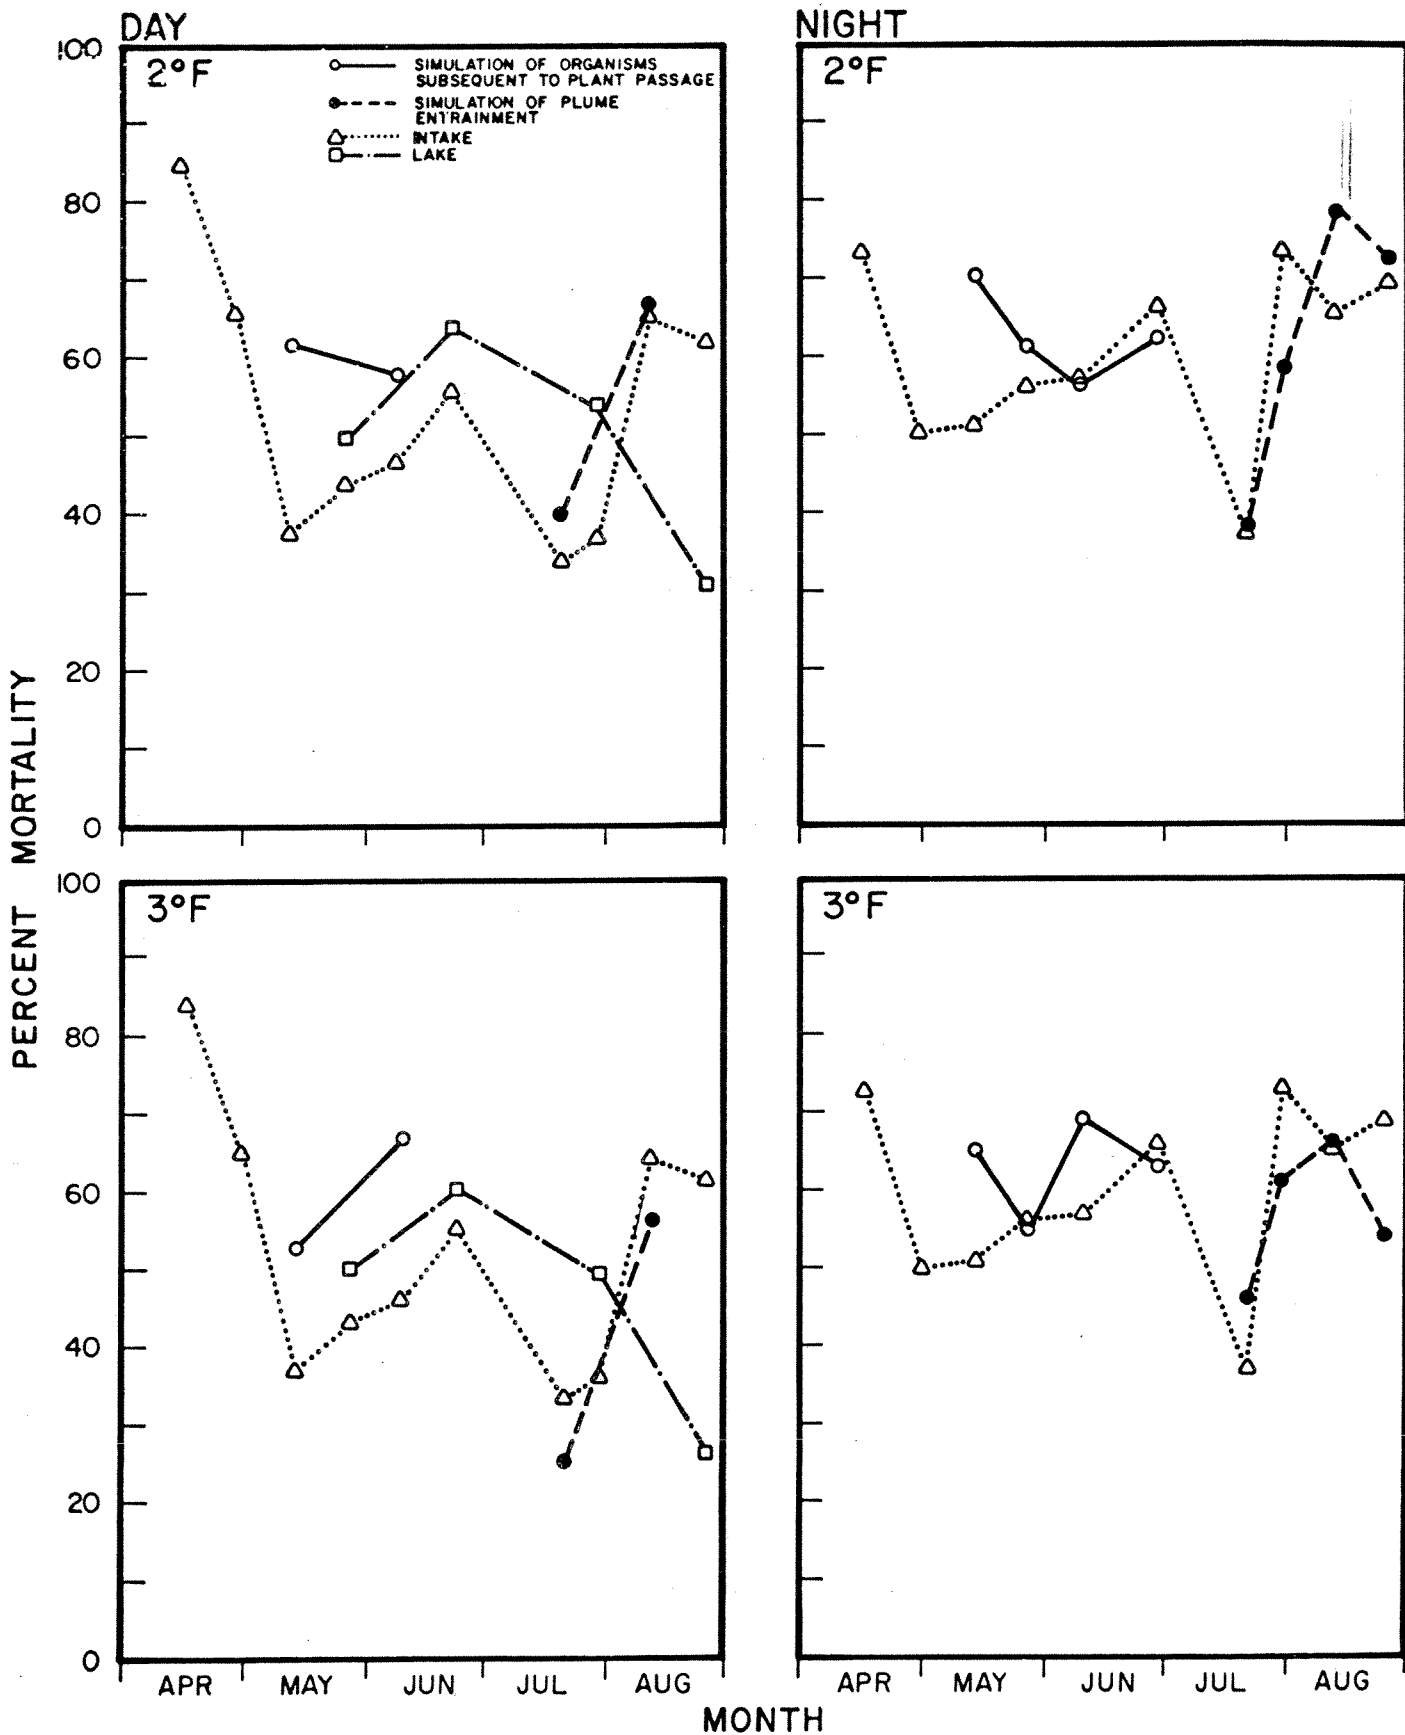 DAY
NIGHT
100
2°F
SIMULATION OF ORGANISMS
SUBSEQUENT TO PLANT PASSAGE
SIMULATION OF PLUME
ENTRAINMENT
INTAKE
LAKE
80
60
40
20
0
2°F
PERCENT MORTALITY
100
3°F
80
60
40
20
0
3°F
APR MAY JUN JUL AUG
APR MAY JUN JUL AUG
MONTH